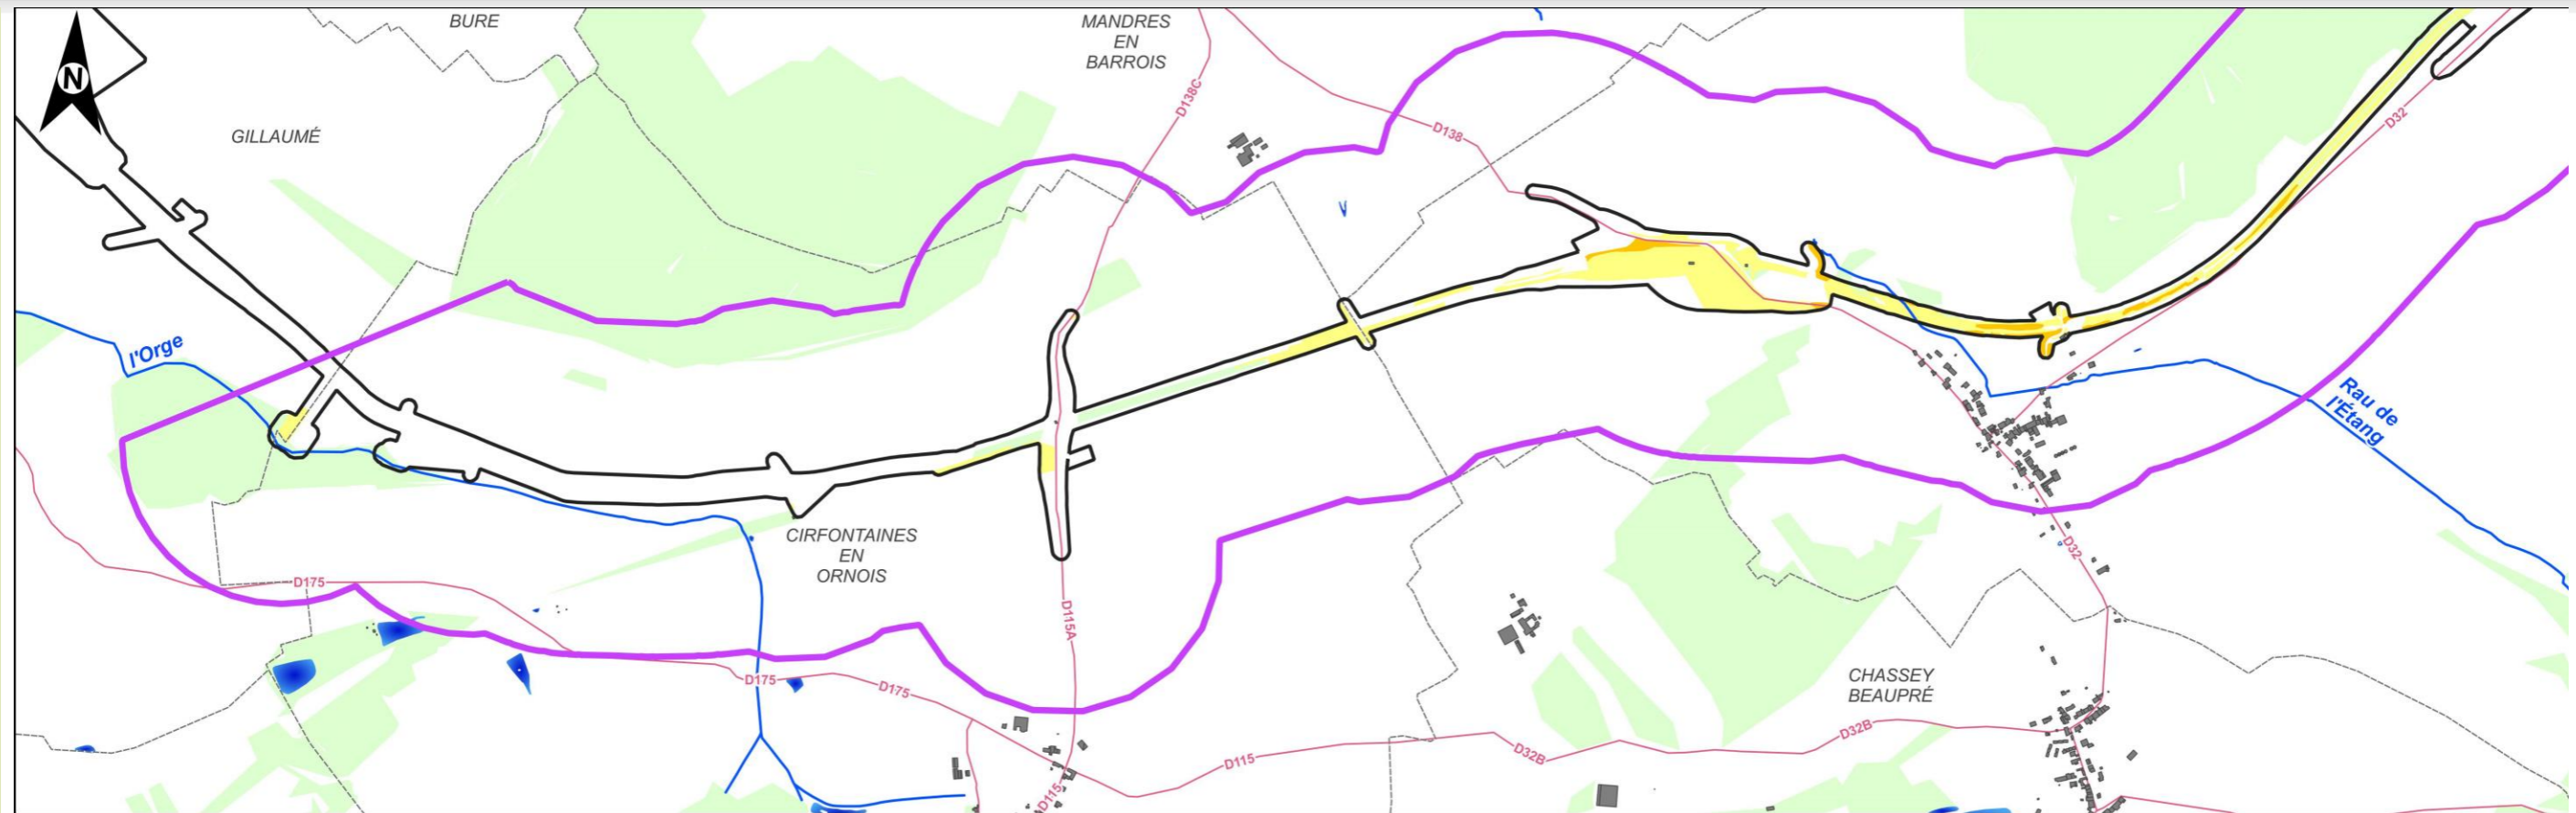 BURE
MANDRES
EN
BARROIS
N
D138C
D32
D138
GILLAUMÉ
l'Orge
Rau de
l'Étang
CIRFONTAINES
EN
ORNOIS
D32
D175
D115A
CHASSEY
BEAUPRÉ
D175
D175
D32B
D32B
D115
D115